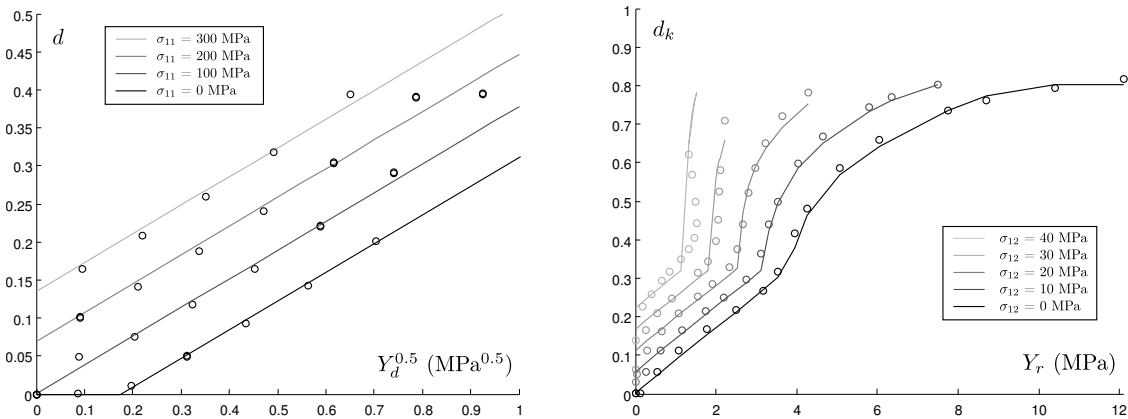 0.5
0.45
0.4
0.35
0.3
0.25
0.2
0.15
0.1
0.05
0
d
σ11 = 300 MPa
σ11 = 200 MPa
σ11 = 100 MPa
σ11 = 0 MPa
Y_d^0.5 (MPa^0.5)
0 0.1 0.2 0.3 0.4 0.5 0.6 0.7 0.8 0.9 1
1
0.9
0.8
0.7
0.6
0.5
0.4
0.3
0.2
0.1
0
d_k
σ12 = 40 MPa
σ12 = 30 MPa
σ12 = 20 MPa
σ12 = 10 MPa
σ12 = 0 MPa
Y_r (MPa)
0 2 4 6 8 10 12